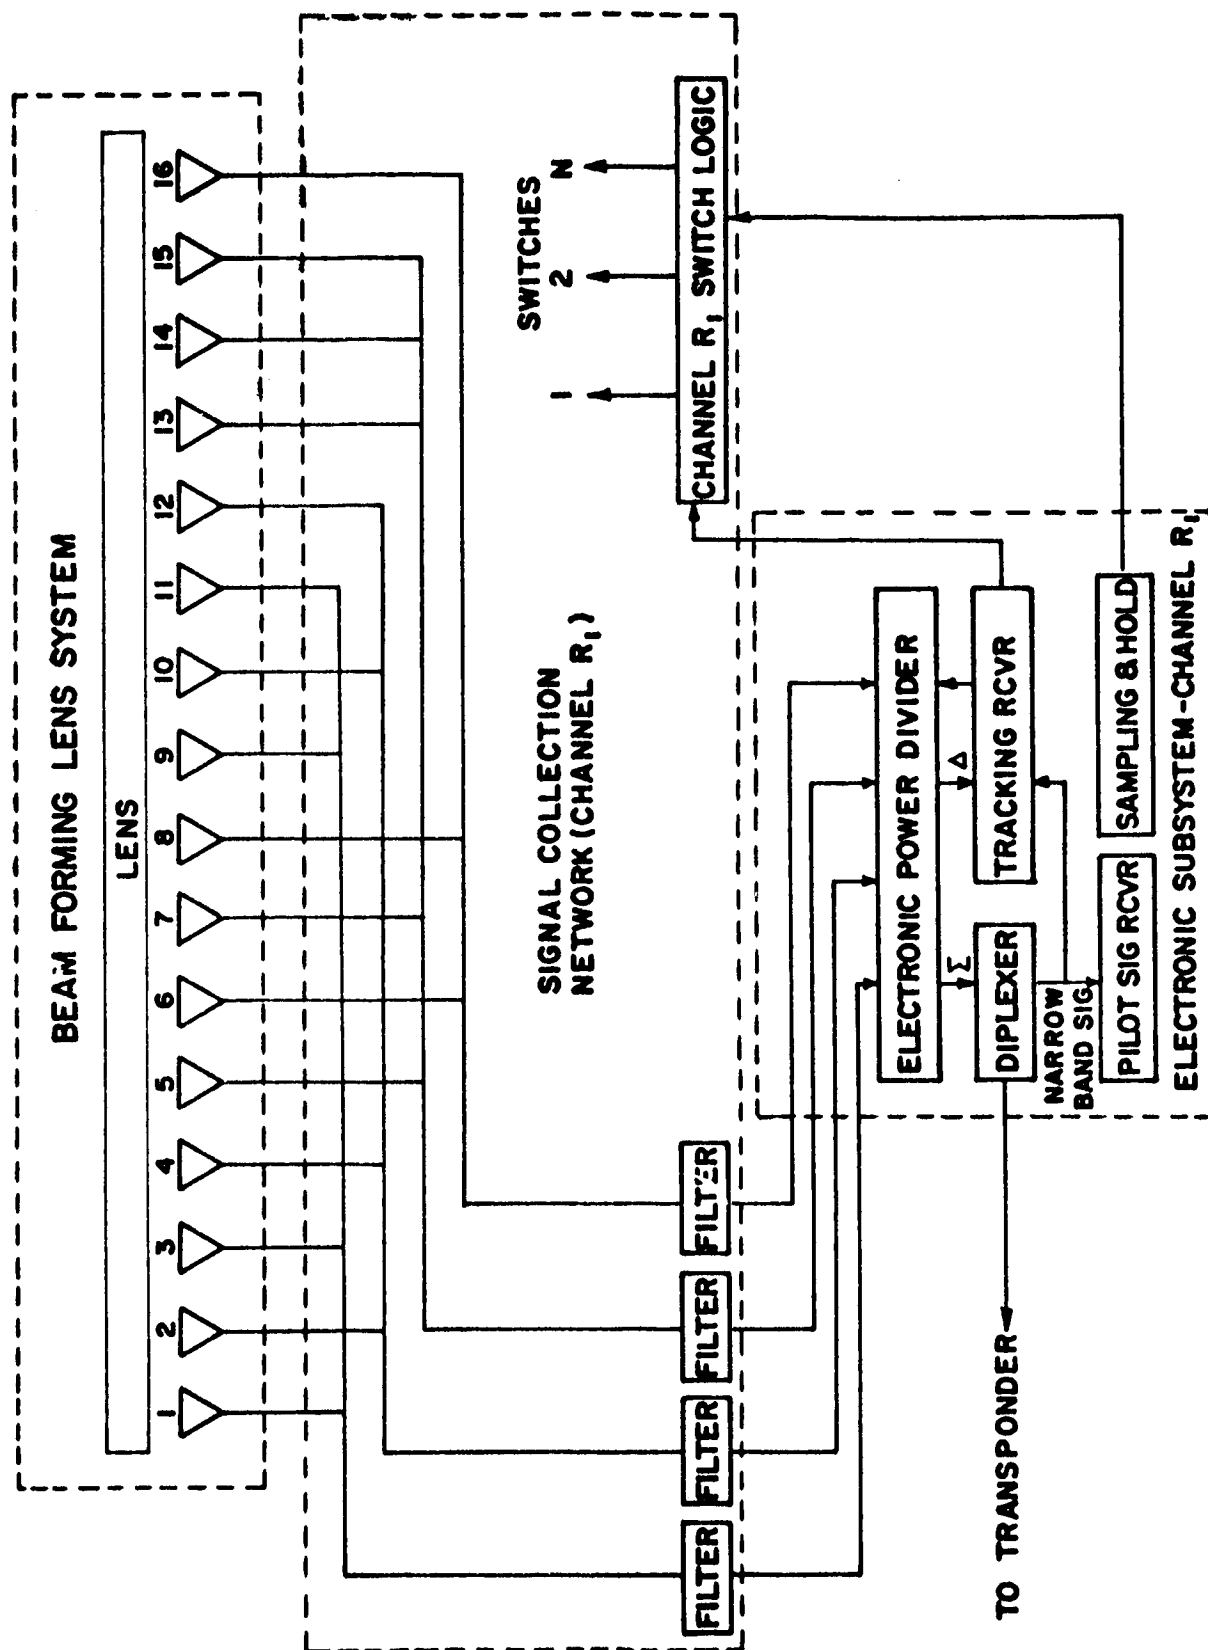 BEAM FORMING LENS SYSTEM
LENS
1 2 3 4 5 6 7 8 9 10 11 12 13 14 15 16
SIGNAL COLLECTION
NETWORK (CHANNEL R1)
SWITCHES
1 2 N
CHANNEL R1 SWITCH LOGIC
FILTER FILTER FILTER FILTER
ELECTRONIC POWER DIVIDER
Σ Δ
DIPLEXER
TRACKING RCVR
NARROW
BAND SIG.
PILOT SIG RCVR
SAMPLING & HOLD
TO TRANSPONDER
ELECTRONIC SUBSYSTEM-CHANNEL R1